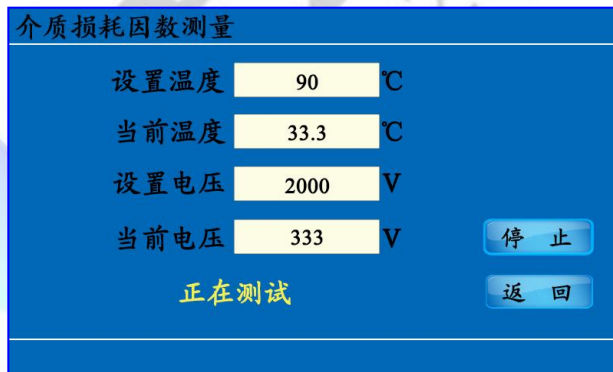 介质损耗因数测量
设置温度 90 ℃
当前温度 33.3 ℃
设置电压 2000 V
当前电压 333 V
停 止
正在测试
返 回